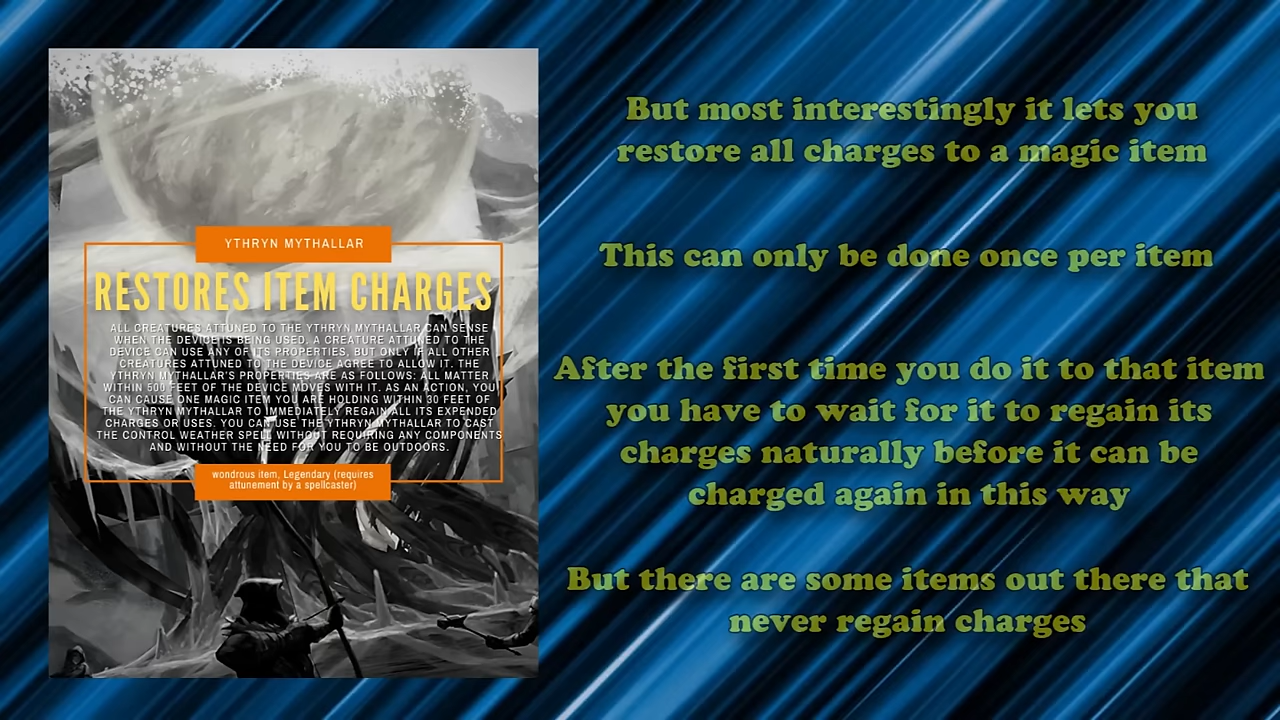 YTHRYN MYTHALLAR
RESTORES ITEM CHARGES
ALL CREATURES ATTUNED TO THE YTHRYN MYTHALLAR CAN SENSE
WHEN THE DEVICE IS BEING USED. A CREATURE ATTUNED TO THE
DEVICE CAN USE ANY OF ITS PROPERTIES, BUT ONLY IF ALL OTHER
CREATURES ATTUNED TO THE DEVICE AGREE TO ALLOW IT. THE
YTHRYN MYTHALLAR'S PROPERTIES ARE AS FOLLOWS: ALL MATTER
WITHIN 500 FEET OF THE DEVICE MOVES WITH IT. AS AN ACTION, YOU
CAN CAUSE ONE MAGIC ITEM YOU ARE HOLDING WITHIN 30 FEET OF
THE YTHRYN MYTHALLAR TO IMMEDIATELY REGAIN ALL ITS EXPENDED
CHARGES OR USES. YOU CAN USE THE YTHRYN MYTHALLAR TO CAST
THE CONTROL WEATHER SPELL WITHOUT REQUIRING ANY COMPONENTS
AND WITHOUT THE NEED FOR YOU TO BE OUTDOORS.
wondrous item, Legendary (requires
attunement by a spellcaster)
But most interestingly it lets you
restore all charges to a magic item
This can only be done once per item
After the first time you do it to that item
you have to wait for it to regain its
charges naturally before it can be
charged again in this way
But there are some items out there that
never regain charges